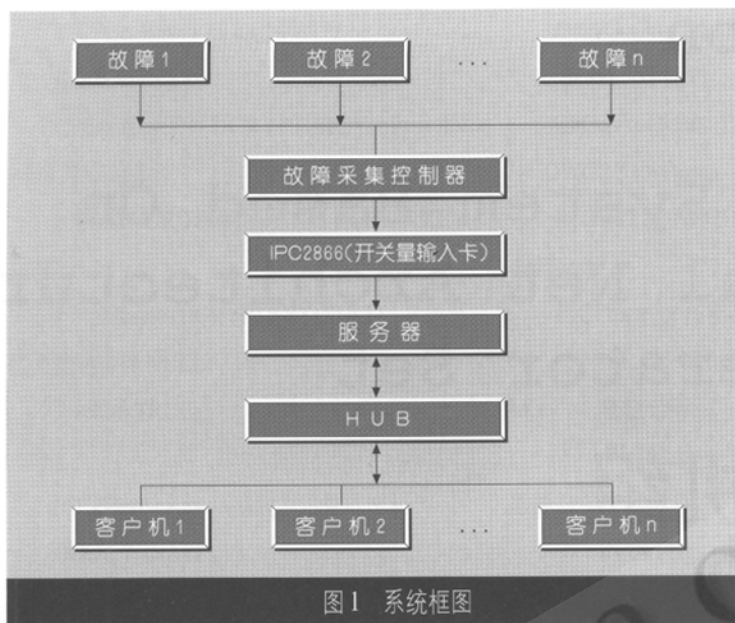 故障1 故障2 ... 故障n
故障采集控制器
IPC2866(开关量输入卡)
服务器
HUB
客户机1 客户机2 ... 客户机n
图1 系统框图